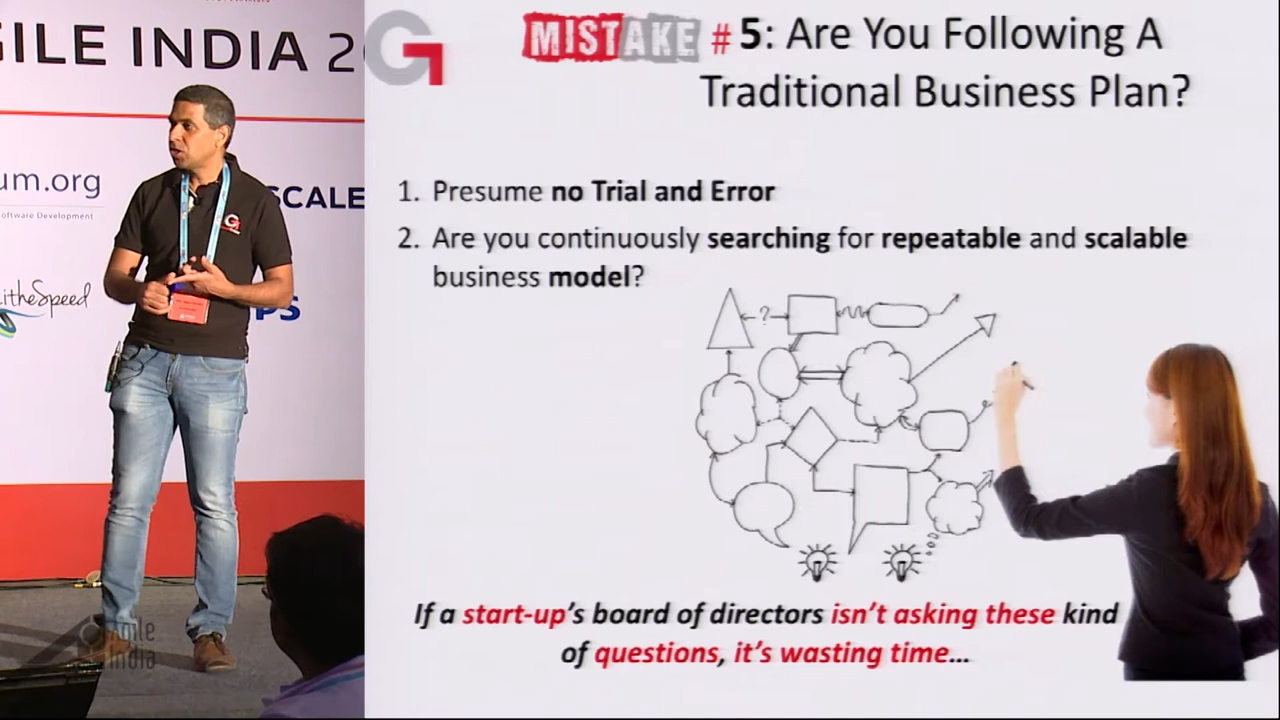 GILE INDIA 2
um.org
oftware Development
itheSpeed
SCALE
PS
G
Agile
India
G
MISTAKE # 5: Are You Following A
Traditional Business Plan?
1. Presume no Trial and Error
2. Are you continuously searching for repeatable and scalable
business model?
?
If a start-up's board of directors isn't asking these kind
of questions, it's wasting time...